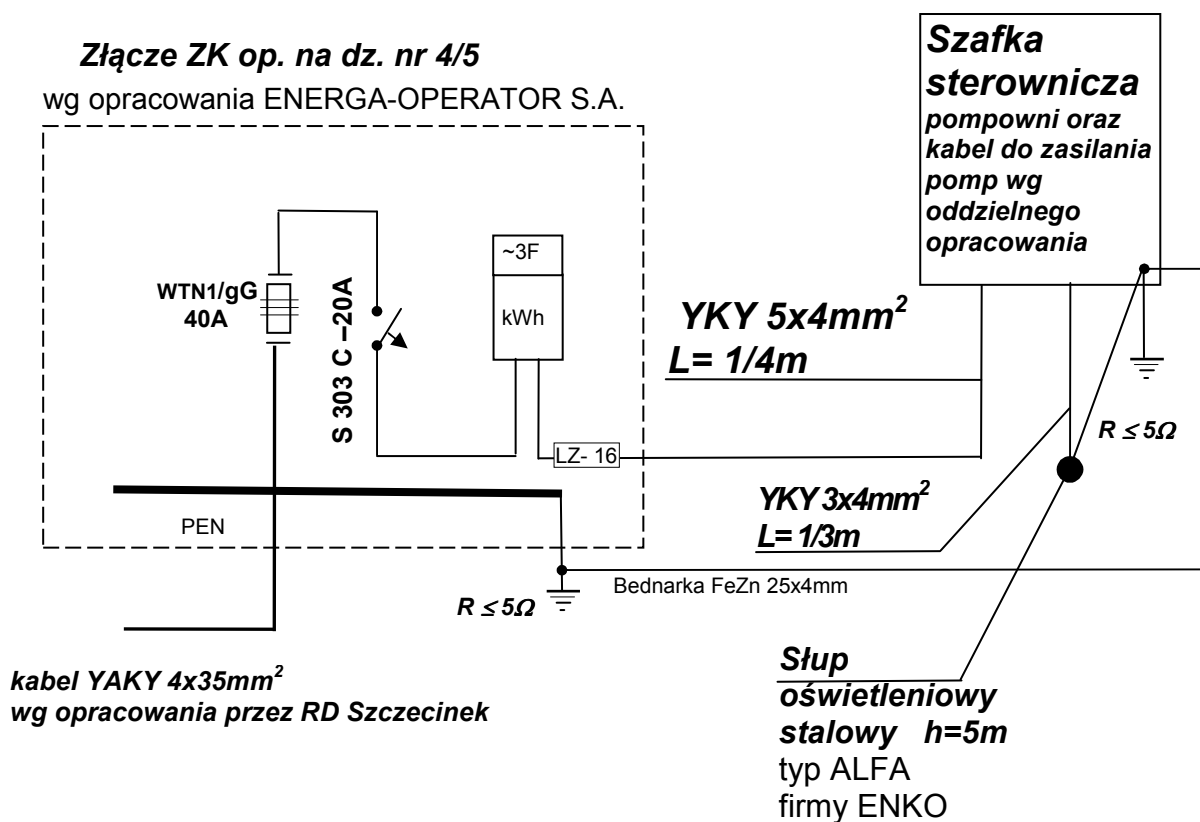 Złącze ZK op. na dz. nr 4/5
wg opracowania ENERGA-OPERATOR S.A.
WTN1/gG
40A
S 303 C –20A
~3F
kWh
LZ- 16
PEN
R ≤ 5Ω
Bednarka FeZn 25x4mm
kabel YAKY 4x35mm²
wg opracowania przez RD Szczecinek
Szafka
sterownicza
pompowni oraz
kabel do zasilania
pomp wg
oddzielnego
opracowania
YKY 5x4mm²
L= 1/4m
R ≤ 5Ω
YKY 3x4mm²
L= 1/3m
Słup
oświetleniowy
stalowy h=5m
typ ALFA
firmy ENKO